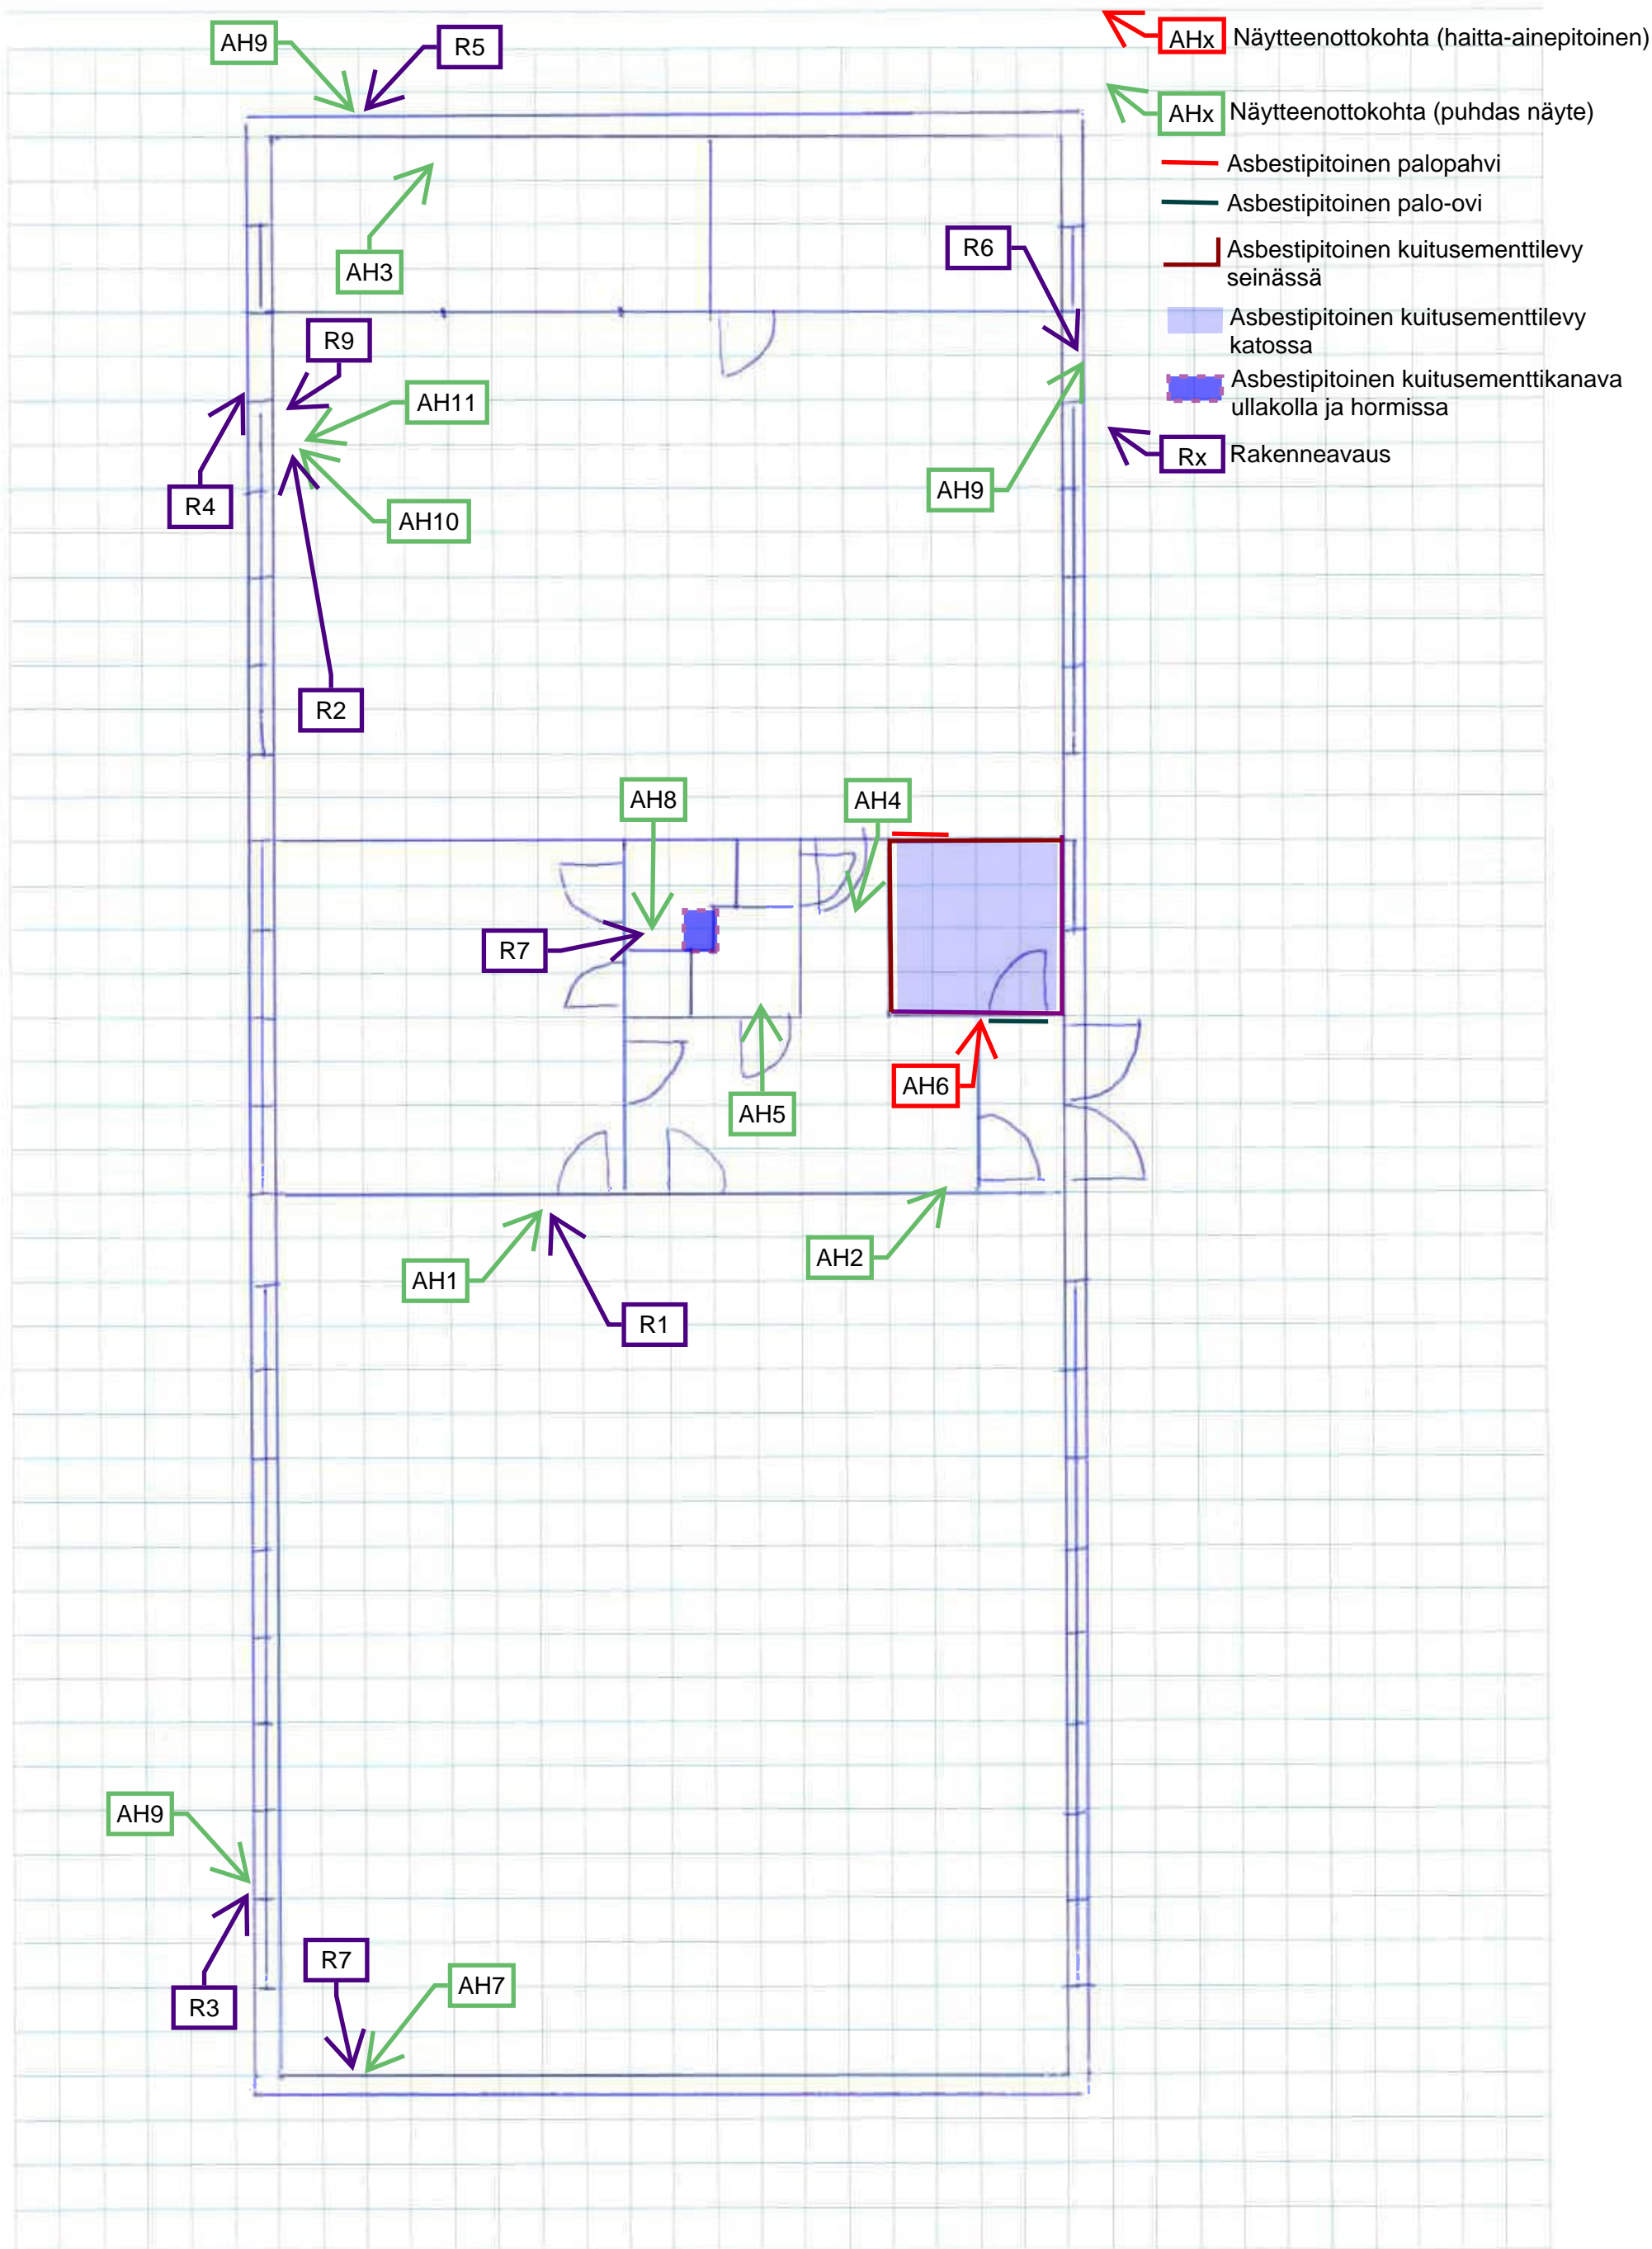 AH9
R5
AHx Näytteenottokohta (haitta-ainepitoinen)
AHx Näytteenottokohta (puhdas näyte)
Asbestipitoinen palopahvi
Asbestipitoinen palo-ovi
Asbestipitoinen kuitusementtilevy
seinässä
Asbestipitoinen kuitusementtilevy
katossa
Asbestipitoinen kuitusementtikanava
ullakolla ja hormissa
Rx Rakenneavaus
AH3
R6
R9
AH11
R4
AH10
AH9
R2
AH8
AH4
R7
AH6
AH5
AH2
AH1
R1
AH9
R7
AH7
R3